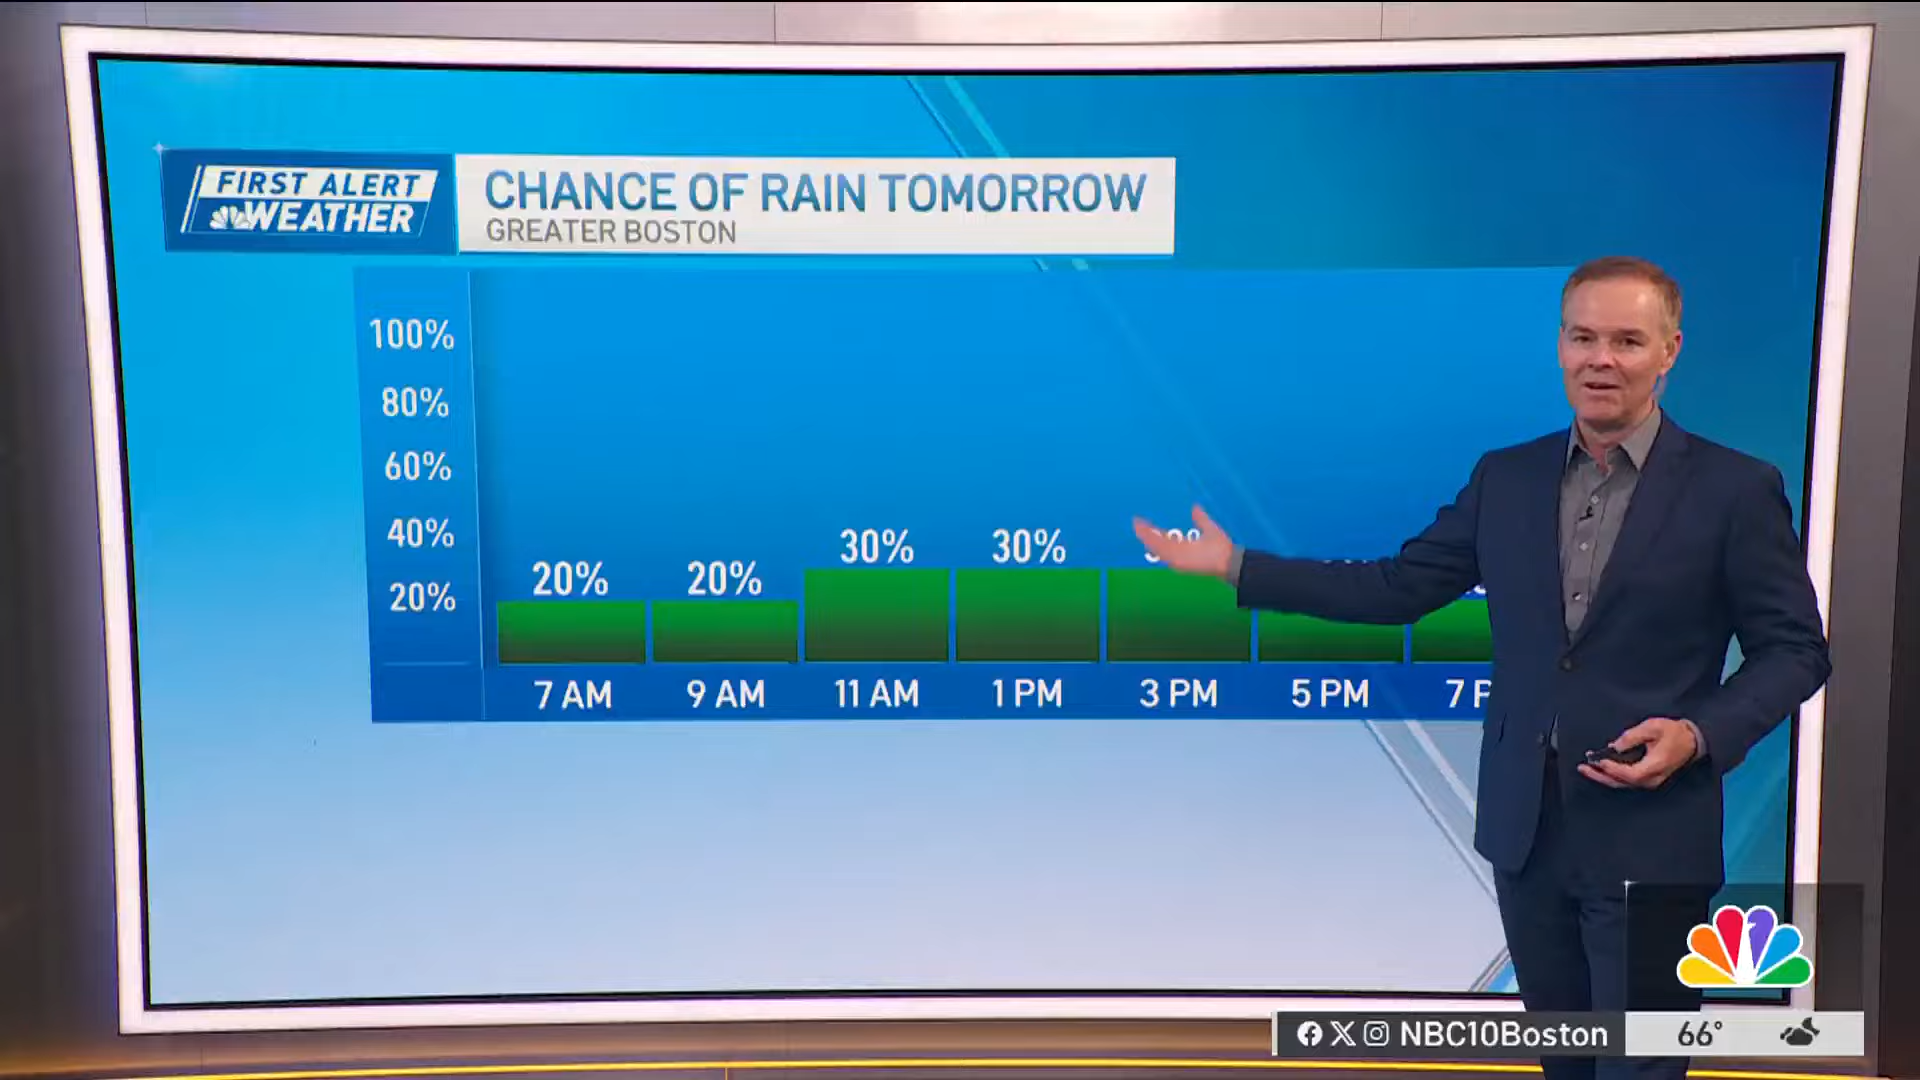 FIRST ALERT
WEATHER
CHANCE OF RAIN TOMORROW
GREATER BOSTON
100%
80%
60%
40%
20%
20%
20%
30%
30%
7 AM
9 AM
11 AM
1 PM
3 PM
5 PM
NBC10Boston
66°